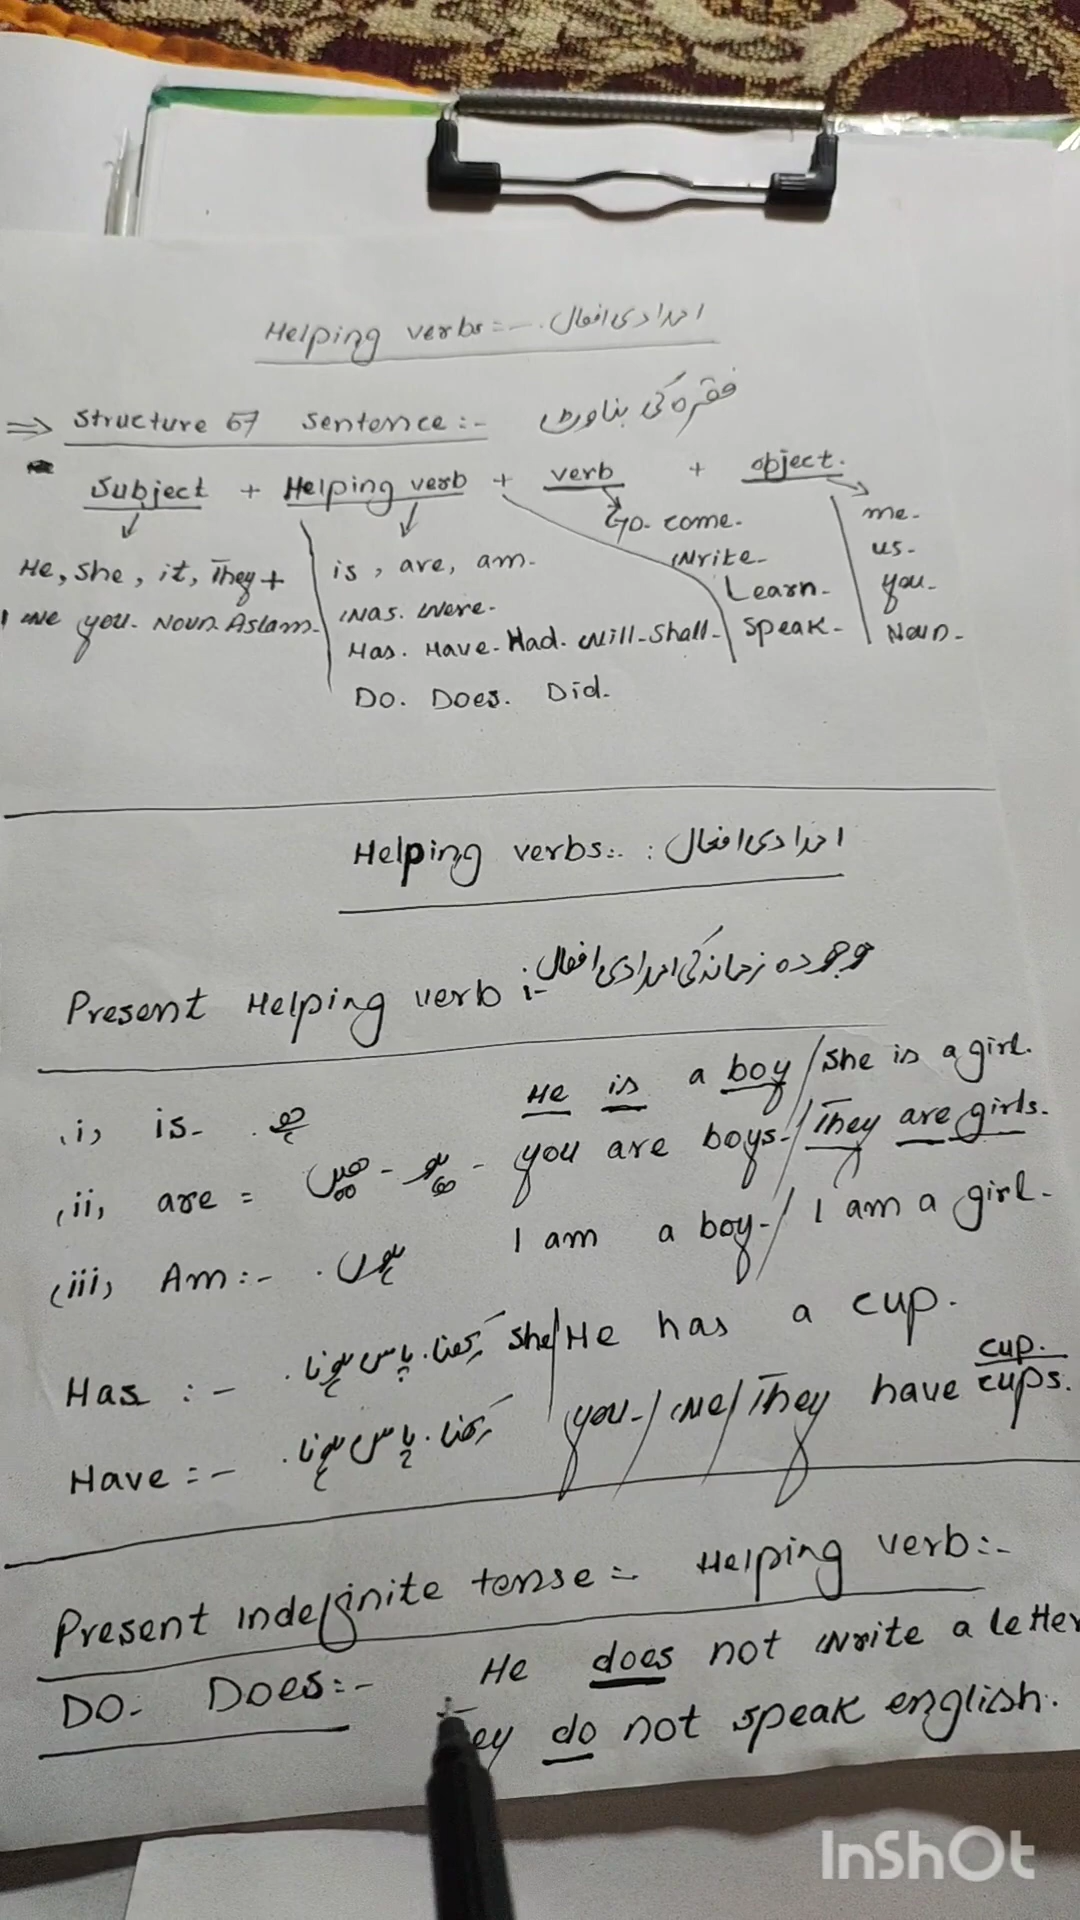 Helping verbs:- امدادی افعال
⇒ Structure of Sentence:- فقرہ کی بناوٹ
Subject + Helping verb + verb + object.
He, She, it, They +
we you. Noun Aslam.
is, are, am.
was. were.
Has. Have. Had. Will-Shall-
Do. Does. Did.
Go. come.
write-
Learn.
Speak-
me-
us-
you-
Noun-
Helping verbs:- امدادی افعال
Present Helping verb:- موجودہ زمانہ کی امدادی افعال
(i) is- ہے He is a boy / She is a girl.
(ii) are = ہیں - ہو - you are boys-/They are girls.
(iii) Am:- ہوں I am a boy-/ I am a girl-
Has :- رکھنا. پاس ہونا. She/He has a cup.
Have :- رکھنا. پاس ہونا. you-/we/They have cup.
cups.
Present indefinite tense:- Helping verb:-
DO- DOES:- He does not write a letter
ey do not speak english.
InShOt